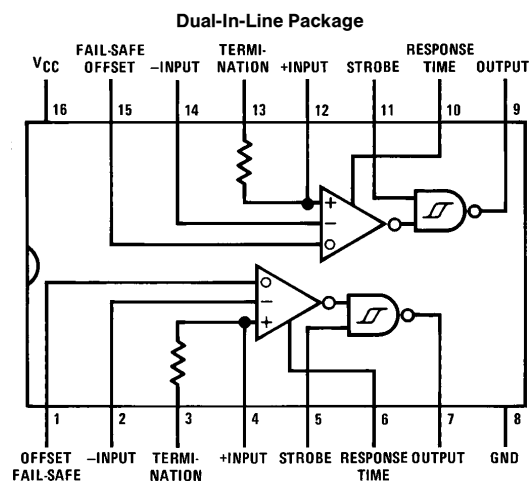 Dual-In-Line Package
FAIL-SAFE TERMI- RESPONSE
VCC OFFSET –INPUT NATION +INPUT STROBE TIME OUTPUT
16 15 14 13 12 11 10 9
+
–
–
+
1 2 3 4 5 6 7 8
OFFSET –INPUT TERMI- +INPUT STROBE RESPONSE OUTPUT GND
FAIL-SAFE NATION TIME